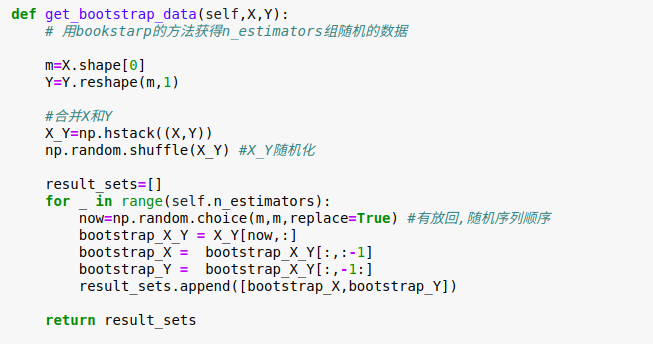 def get_bootstrap_data(self,X,Y):
    # 用bookstarp的方法获得n_estimators组随机的数据
    m=X.shape[0]
    Y=Y.reshape(m,1)
    #合并X和Y
    X_Y=np.hstack((X,Y))
    np.random.shuffle(X_Y) #X_Y随机化
    result_sets=[]
    for _ in range(self.n_estimators):
        now=np.random.choice(m,m,replace=True) #有放回,随机序列顺序
        bootstrap_X_Y = X_Y[now,:]
        bootstrap_X =  bootstrap_X_Y[:,:-1]
        bootstrap_Y =  bootstrap_X_Y[:,-1:]
        result_sets.append([bootstrap_X,bootstrap_Y])
    return result_sets